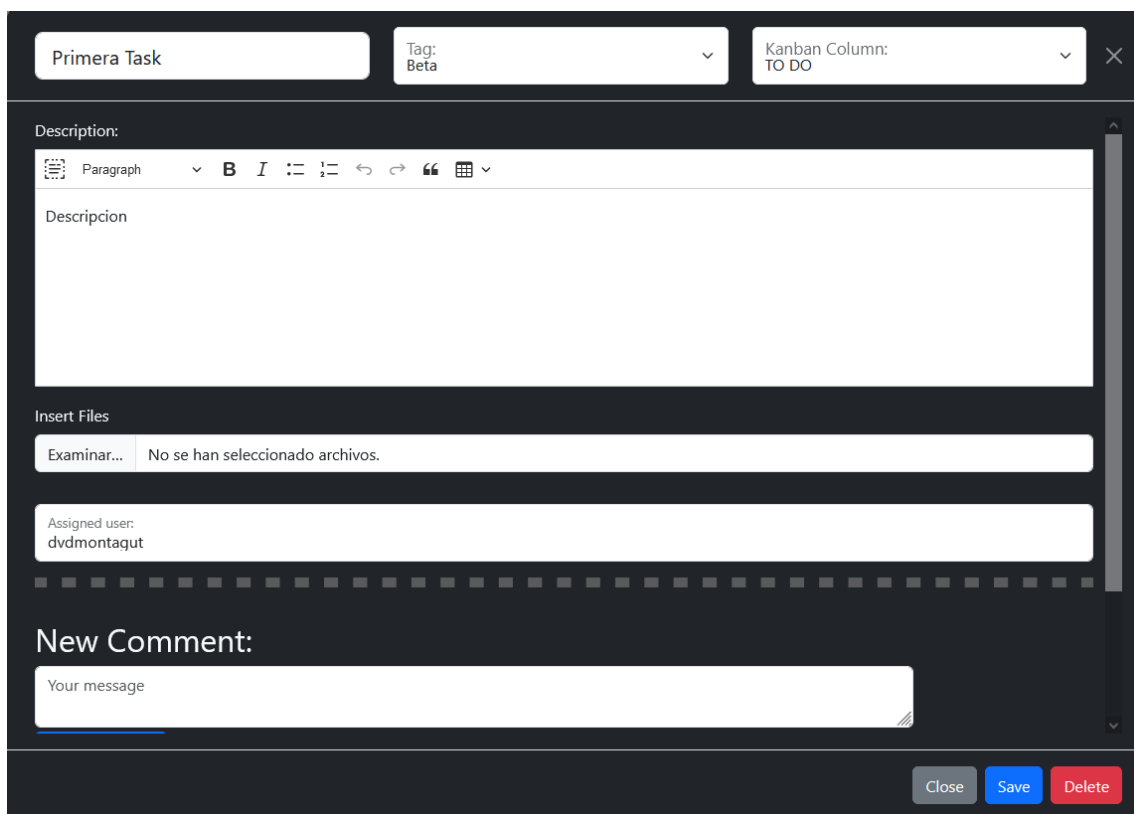 Primera Task
Tag:
Beta
Kanban Column:
TO DO
Description:
Paragraph
B I
Descripcion
Insert Files
Examinar... No se han seleccionado archivos.
Assigned user:
dvdmontagut
New Comment:
Your message
Close Save Delete